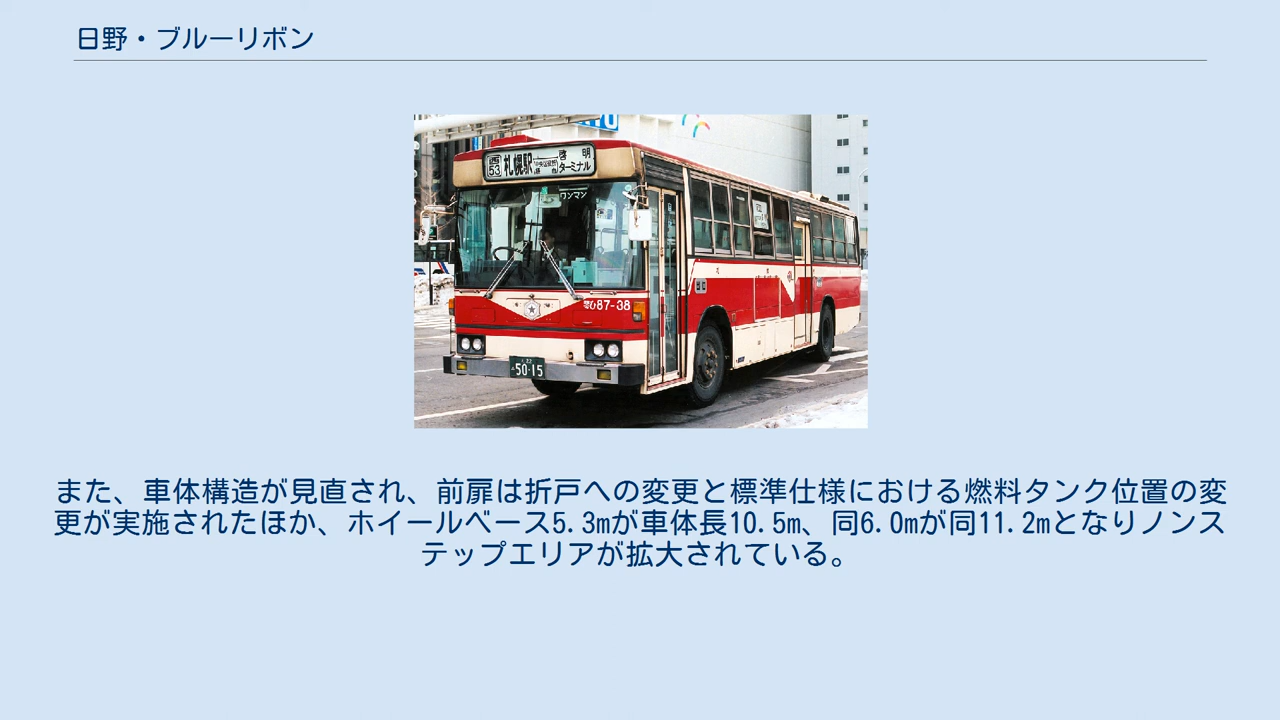 日野・ブルーリボン
53 札幌駅 啓明ターミナル
ワンマン
87-38
22
50-15
また、車体構造が見直され、前扉は折戸への変更と標準仕様における燃料タンク位置の変
更が実施されたほか、ホイールベース5.3mが車体長10.5m、同6.0mが同11.2mとなりノンス
テップエリアが拡大されている。